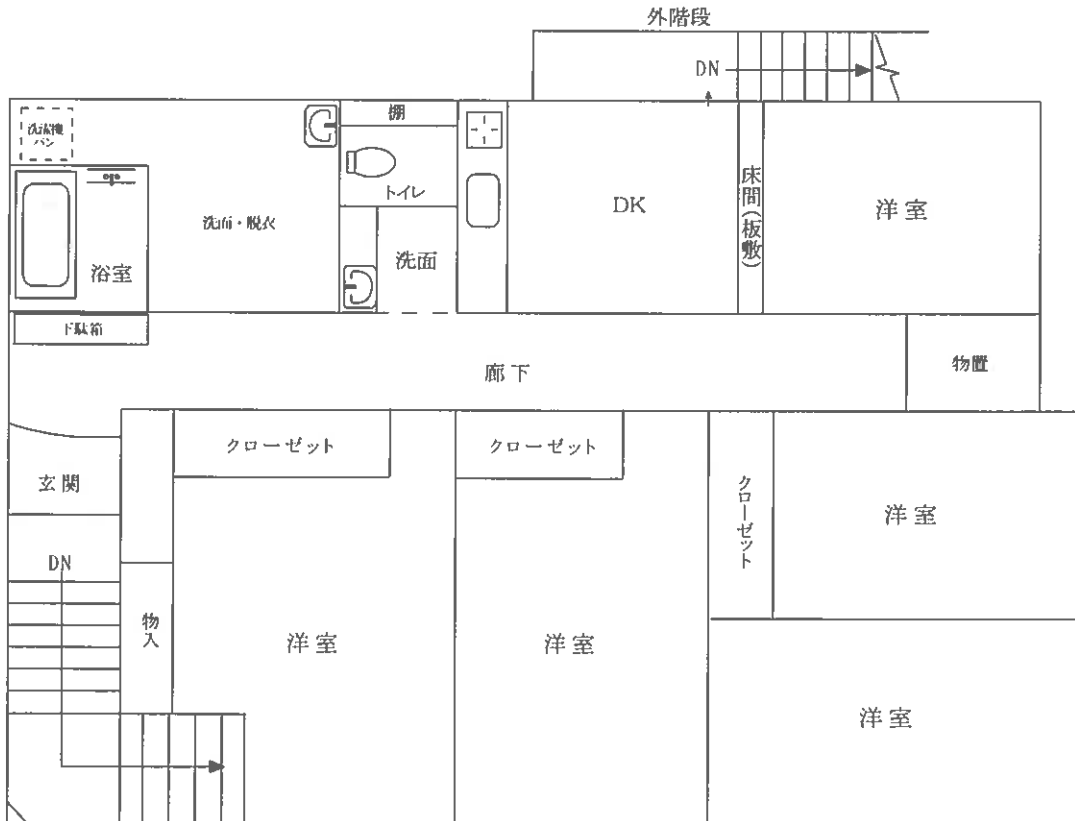 外階段
DN
洗濯機
パン
棚
トイレ
洗面・脱衣
浴室
洗面
DK
床間(板敷)
洋室
下駄箱
廊下
物置
クローゼット
クローゼット
クローゼット
玄関
洋室
DN
物入
洋室
洋室
洋室